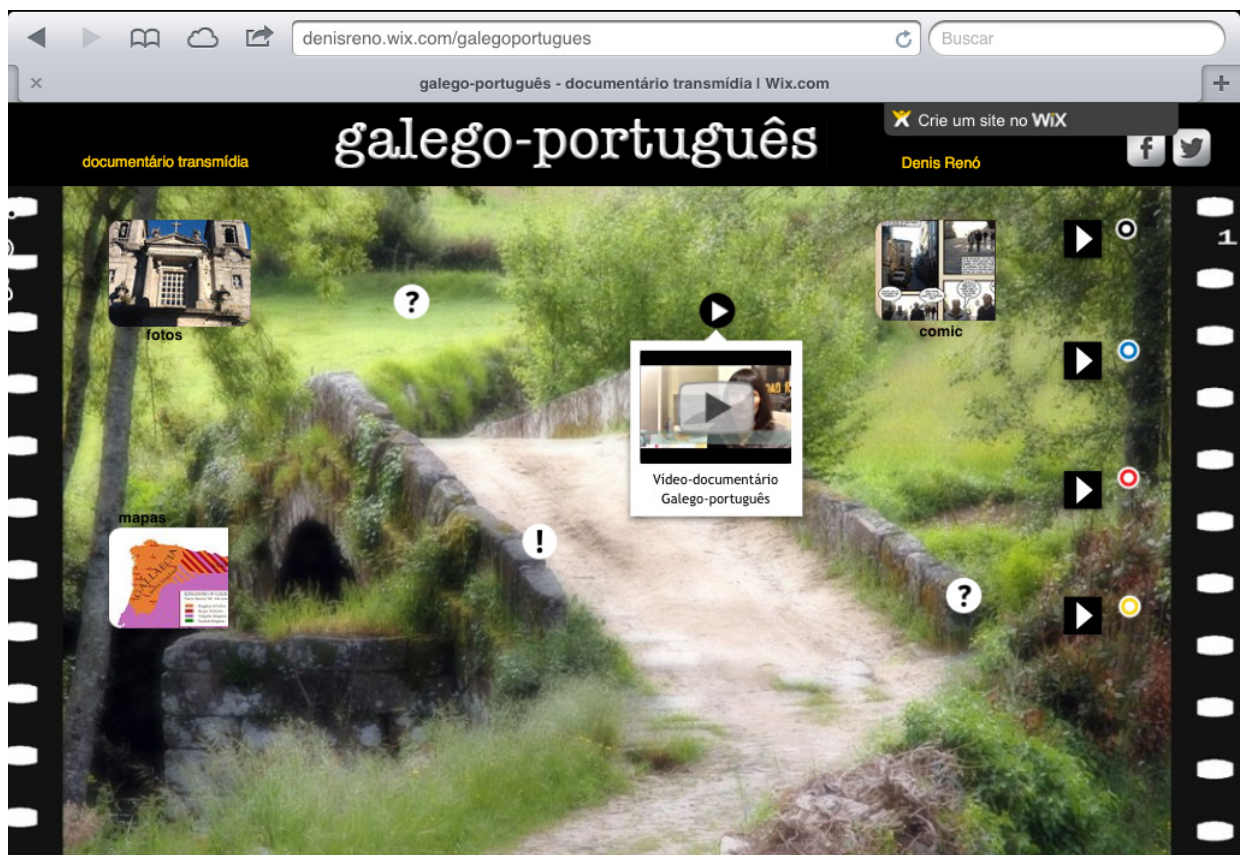 denisreno.wix.com/galegoportugues
Buscar
galego-português - documentário transmídia | Wix.com
Crie um site no WiX
galego-português
documentário transmídia
Denis Renó
1
fotos
?
comic
Vídeo-documentário
Galego-português
mapas
!
GALLAECIA
?